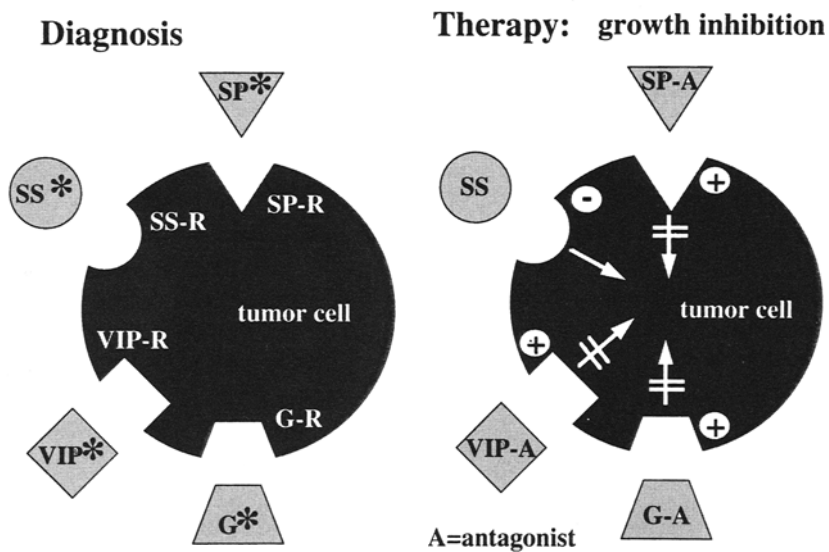 Diagnosis
SP*
SS*
SS-R
SP-R
tumor cell
VIP-R
G-R
VIP*
G*
Therapy: growth inhibition
SP-A
SS
-
+
tumor cell
+
+
VIP-A
G-A
A=antagonist